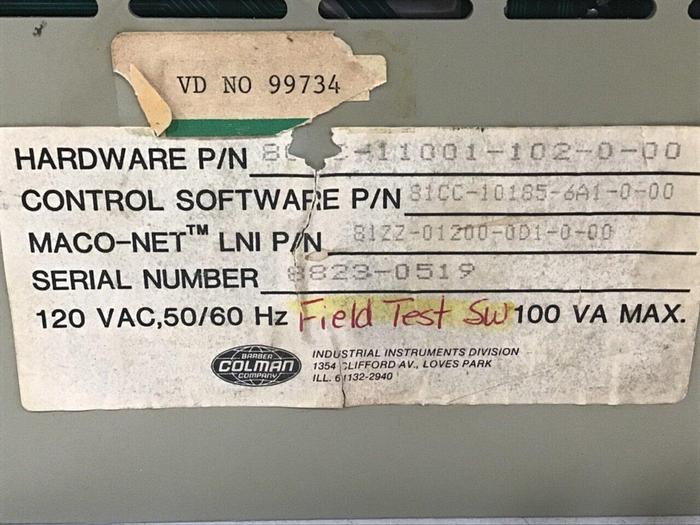 VD NO 99734
HARDWARE P/N -11001-102-0-00
CONTROL SOFTWARE P/N 81CC-10185-6A1-0-00
MACO-NET™ LNI P/N 81ZZ-01200-0D1-0-00
SERIAL NUMBER 8823-0519
120 VAC,50/60 Hz Field Test SW 100 VA MAX.
BARBER
COLMAN
COMPANY
INDUSTRIAL INSTRUMENTS DIVISION
1354 CLIFFORD AV., LOVES PARK
ILL. 61132-2940